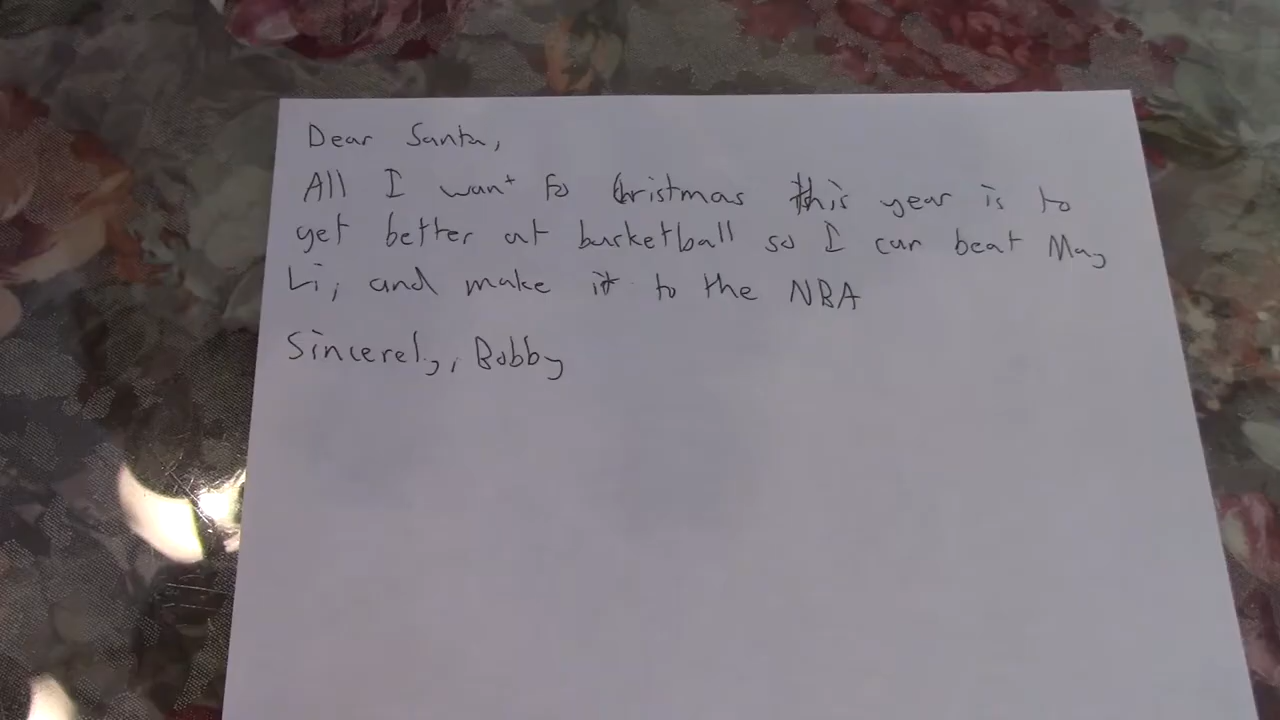 Dear Santa,
All I want for Christmas this year is to
get better at basketball so I can beat May
Li, and make it to the NBA
Sincerely, Bobby